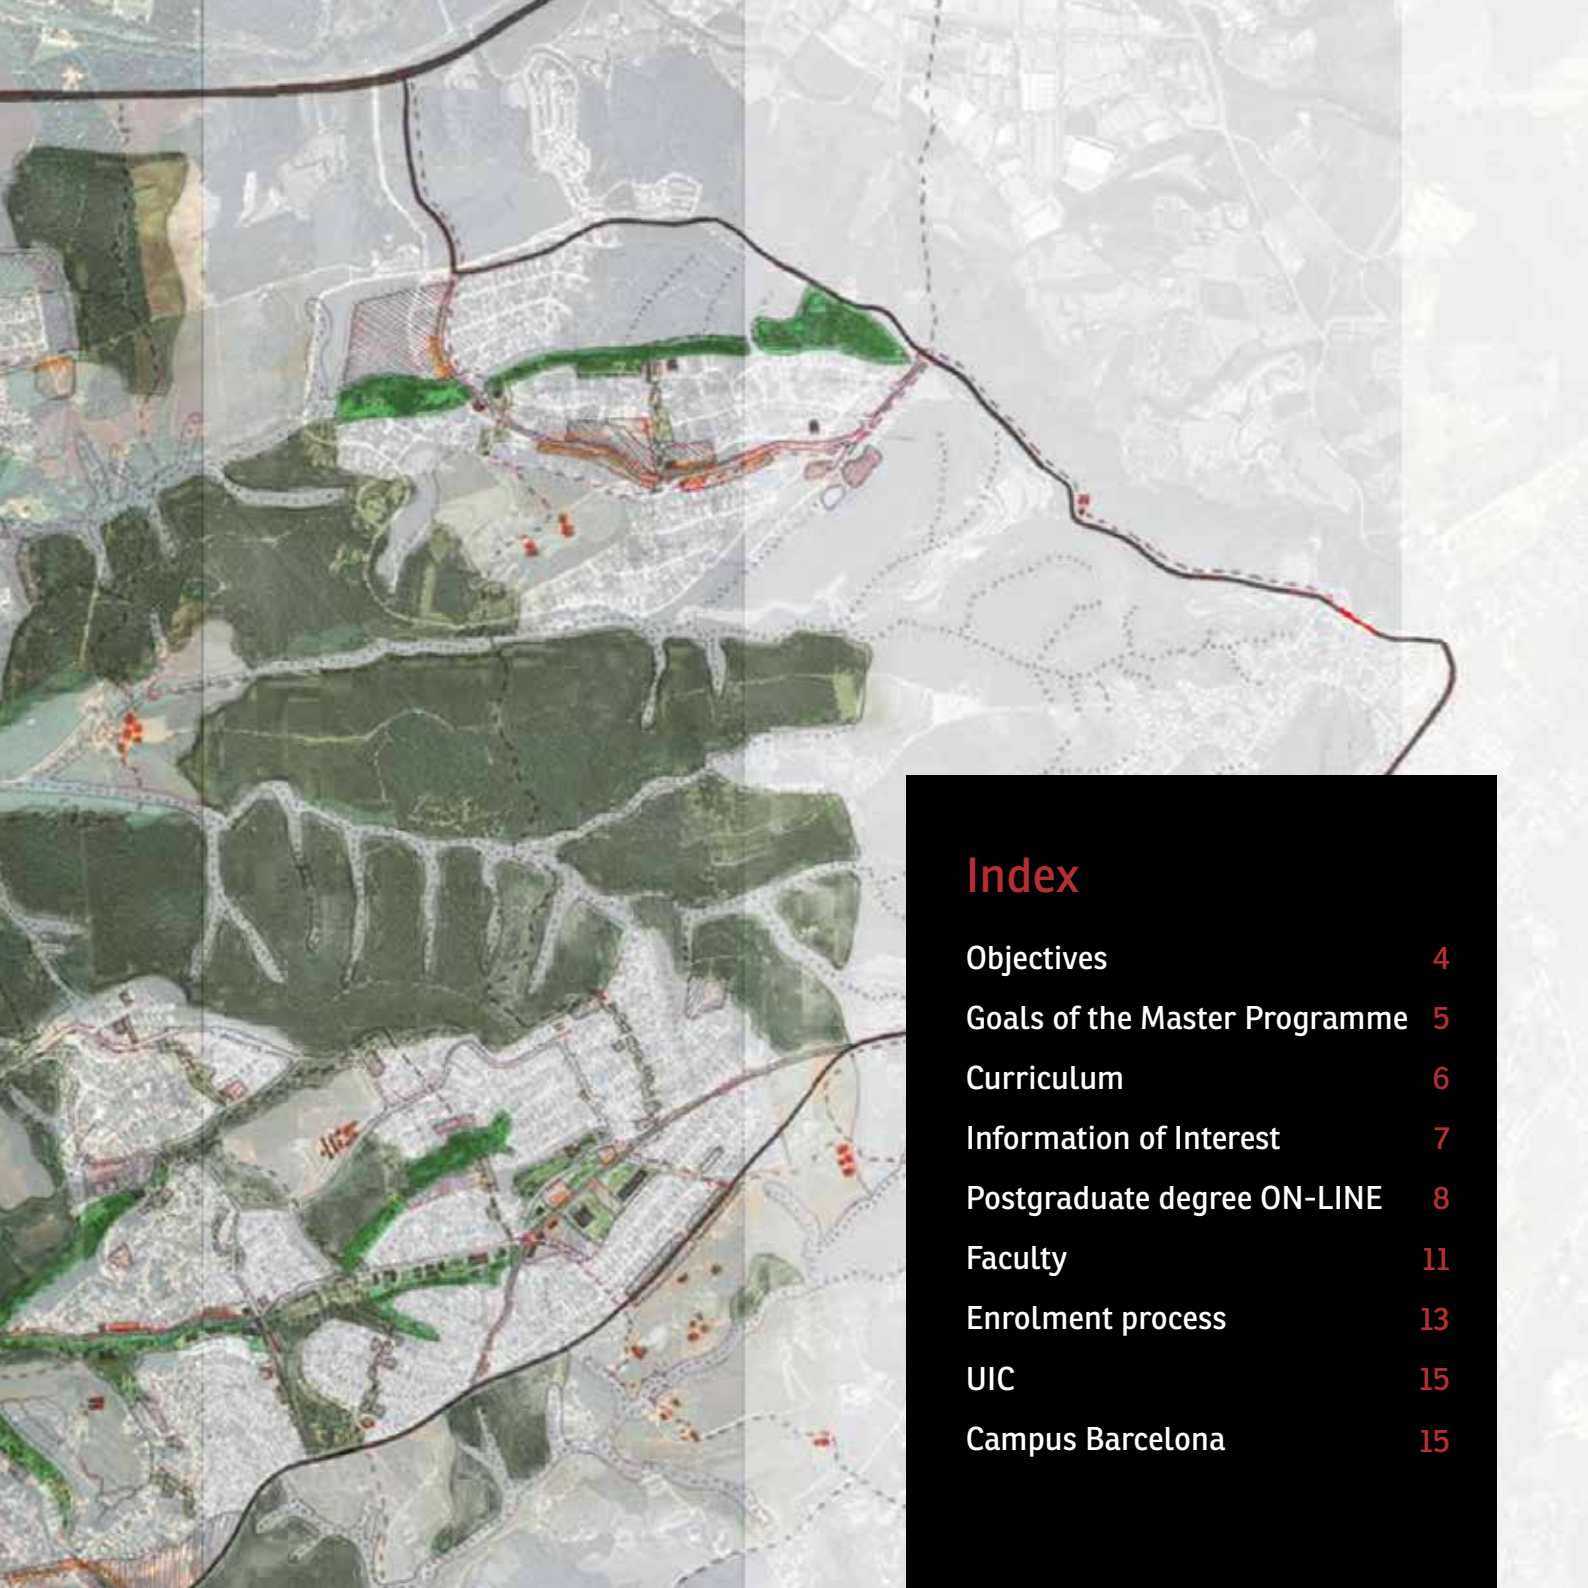 Index
Objectives 4
Goals of the Master Programme 5
Curriculum 6
Information of Interest 7
Postgraduate degree ON-LINE 8
Faculty 11
Enrolment process 13
UIC 15
Campus Barcelona 15